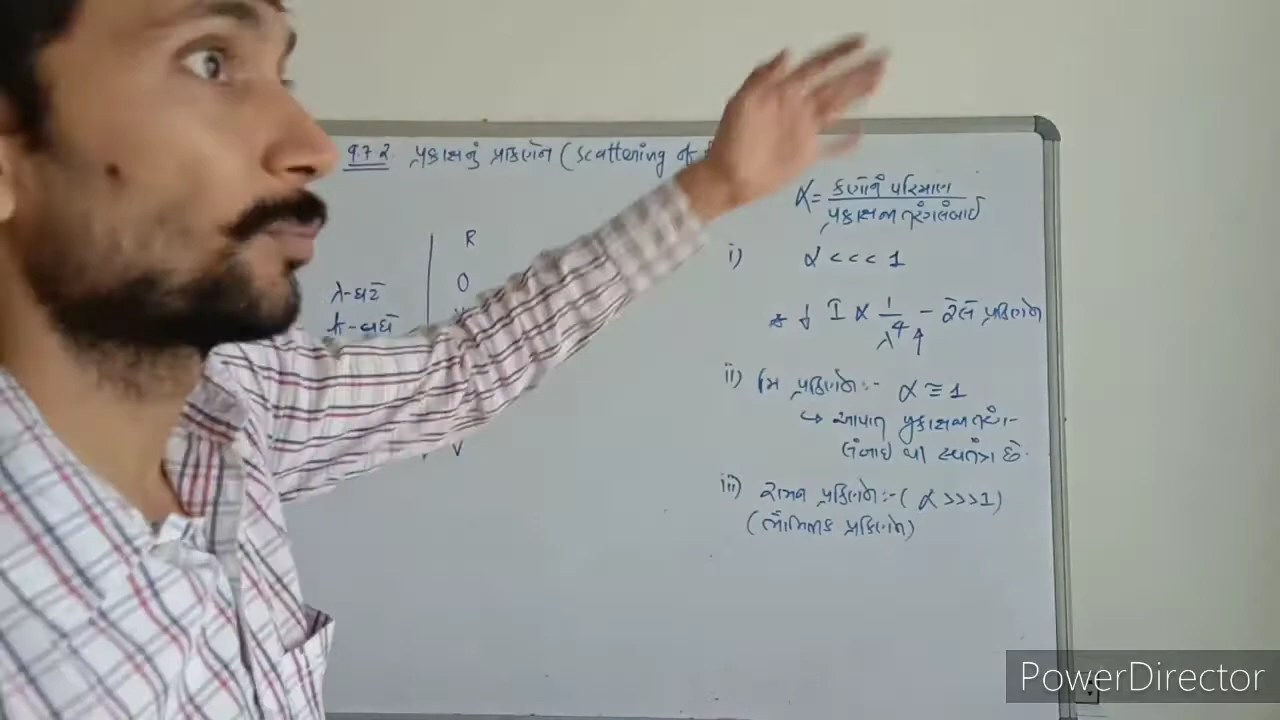 9.7.2. પ્રકાશનું પ્રકીર્ણન (Scattering of
R
O
λ-ઘટે
V
α = કણોનું પરિમાણ / પ્રકાશની તરંગલંબાઈ
i) α <<< 1
↓ I ∝ 1/λ⁴ ↑ - રેલે પ્રકિર્ણન
ii) મિ પ્રકિર્ણન :- α ≅ 1
↳ આપાત પ્રકાશની તરંગ-
લંબાઈ થી સ્વતંત્ર છે.
iii) રામન પ્રકિર્ણન :- ( α >>> 1)
પ્રકિર્ણન)
PowerDirector